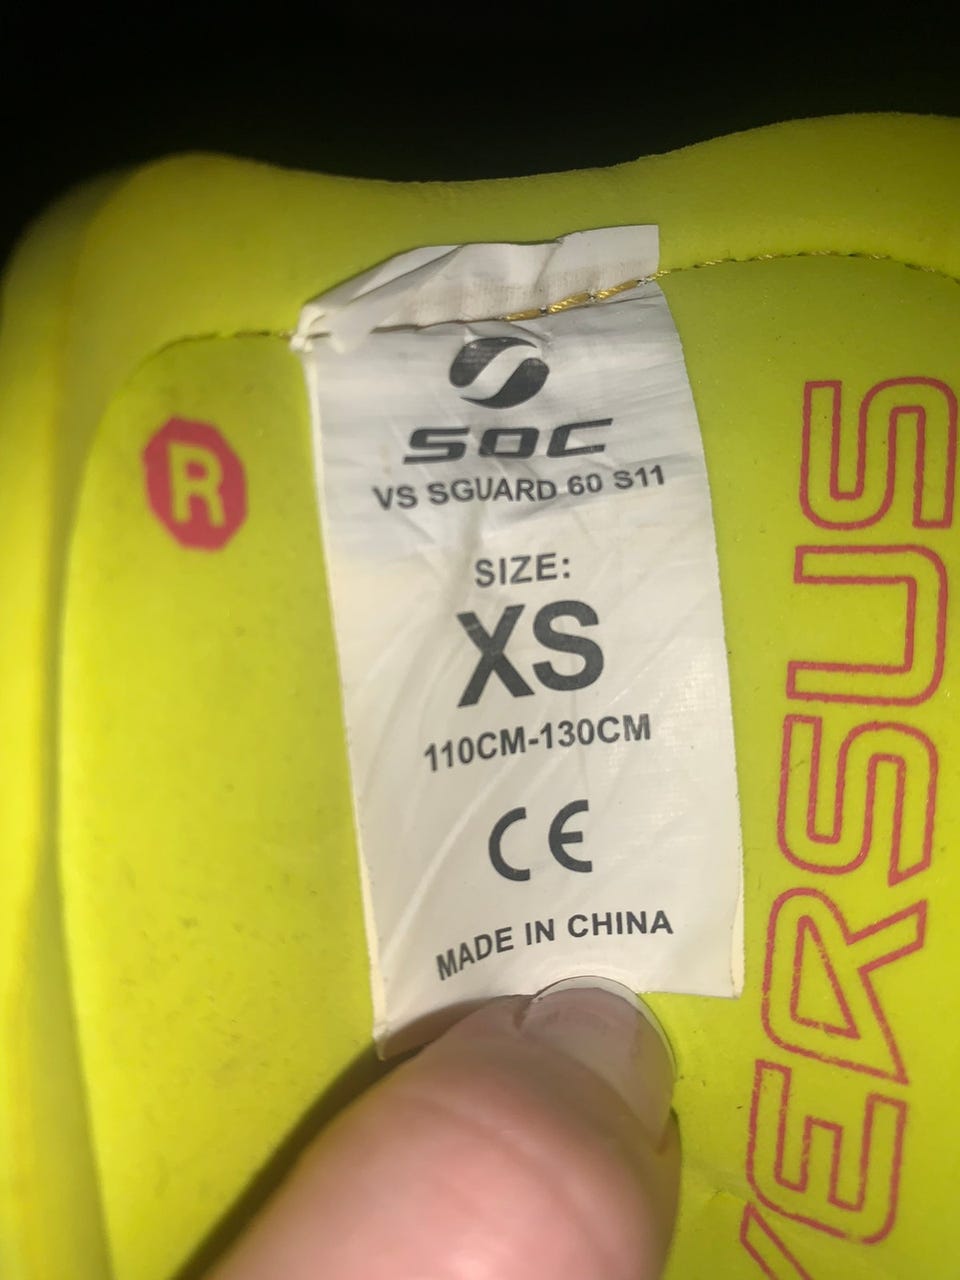 R
SOC
VS SGUARD 60 S11
SIZE:
XS
110CM-130CM
CE
MADE IN CHINA
VERSUS